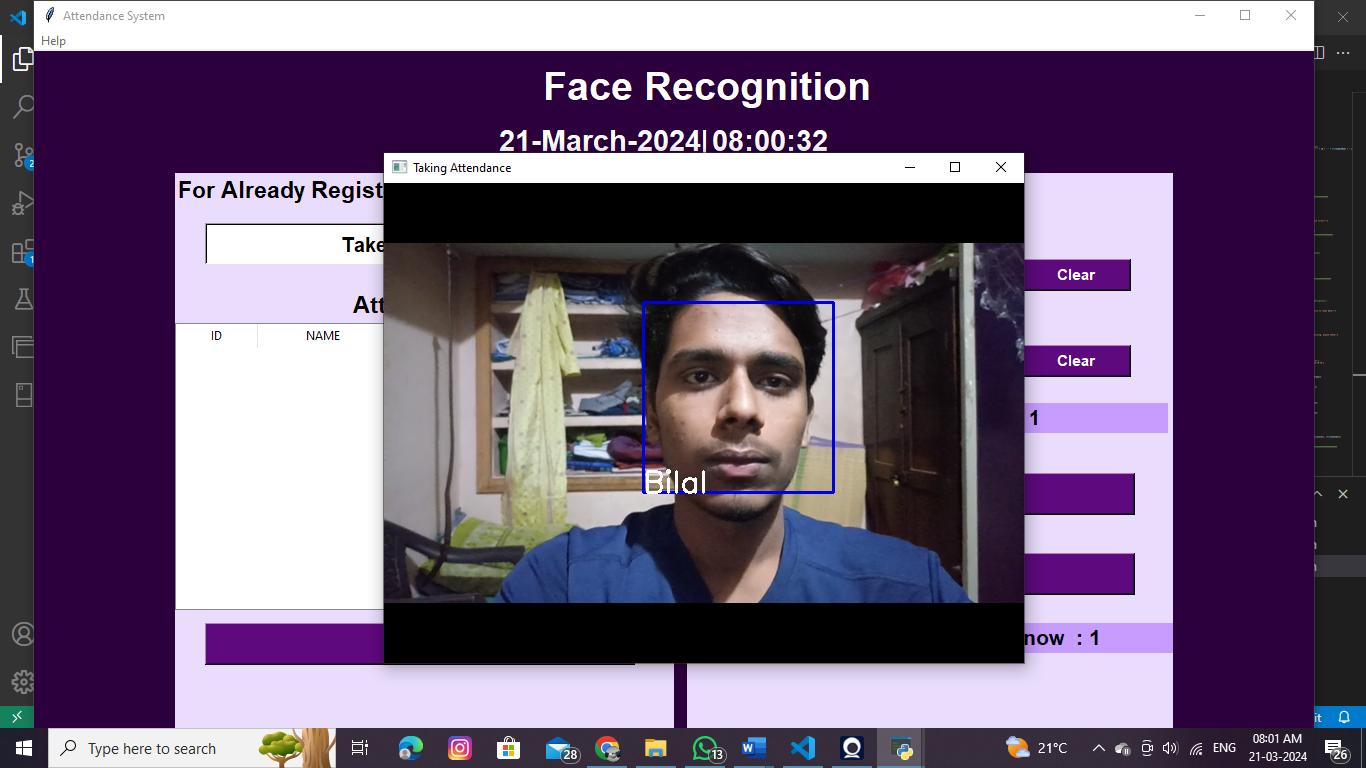 Attendance System
Help
Face Recognition
21-March-2024| 08:00:32
Taking Attendance
For Already Regist
Take
Clear
Att
ID NAME
Clear
1
Bilal
now : 1
Type here to search
28
13
21°C
ENG
08:01 AM
21-03-2024
26